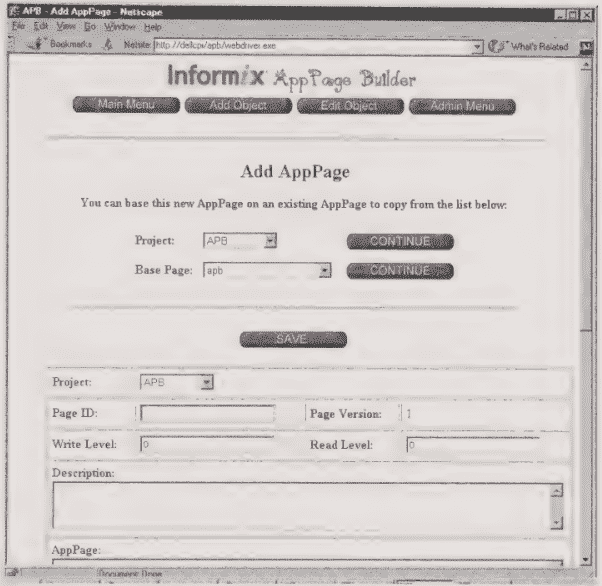 APB - Add AppPage - Netscape
File Edit View Go Window Help
Bookmarks Netsite: http://dellcpi/apb/webdriver.exe What's Related N
Informix AppPage Builder
Main Menu Add Object Edit Object Admin Menu
Add AppPage
You can base this new AppPage on an existing AppPage to copy from the list below:
Project: APB CONTINUE
Base Page: apb CONTINUE
SAVE
Project: APB
Page ID: Page Version: 1
Write Level: 0 Read Level: 0
Description:
AppPage:
Document: Done